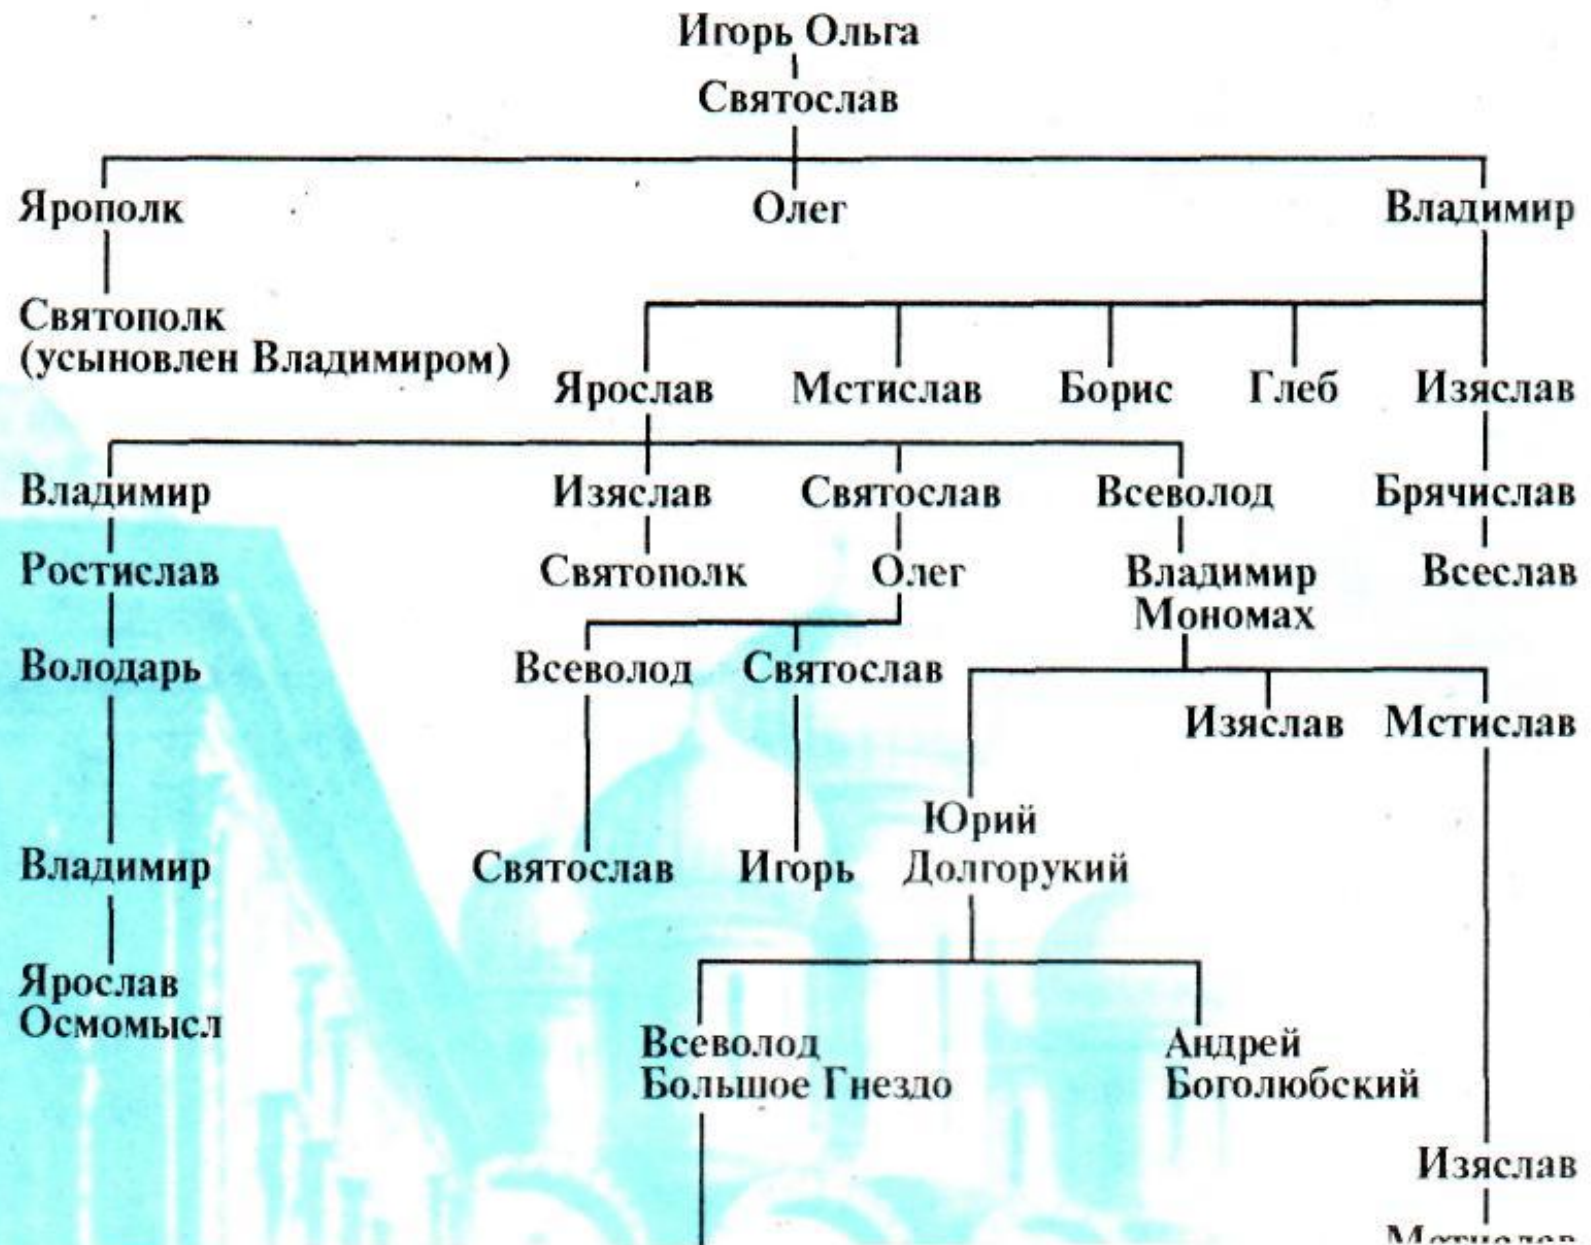 Игорь Ольга
Святослав
Ярополк Олег Владимир
Святополк
(усыновлен Владимиром)
Ярослав Мстислав Борис Глеб Изяслав
Владимир Изяслав Святослав Всеволод Брячислав
Ростислав Святополк Олег Владимир Всеслав
Мономах
Володарь Всеволод Святослав
Изяслав Мстислав
Юрий
Владимир Святослав Игорь Долгорукий
Ярослав
Осмомысл
Всеволод Андрей
Большое Гнездо Боголюбский
Изяслав